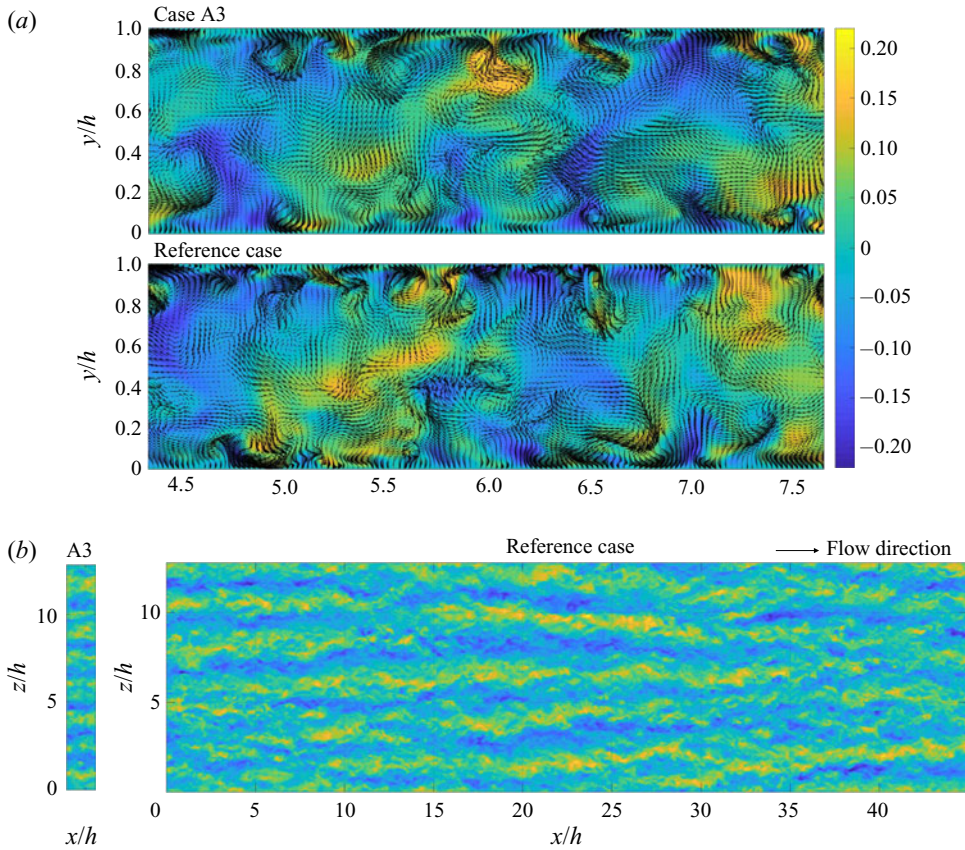 (a)
Case A3
1.0
0.8
0.6
0.4
0.2
0
y/h
Reference case
1.0
0.8
0.6
0.4
0.2
0
y/h
4.5 5.0 5.5 6.0 6.5 7.0 7.5
0.20
0.15
0.10
0.05
0
−0.05
−0.10
−0.15
−0.20
(b)
A3
10
5
0
z/h
x/h
Reference case
Flow direction
10
5
z/h
0 5 10 15 20 25 30 35 40
x/h